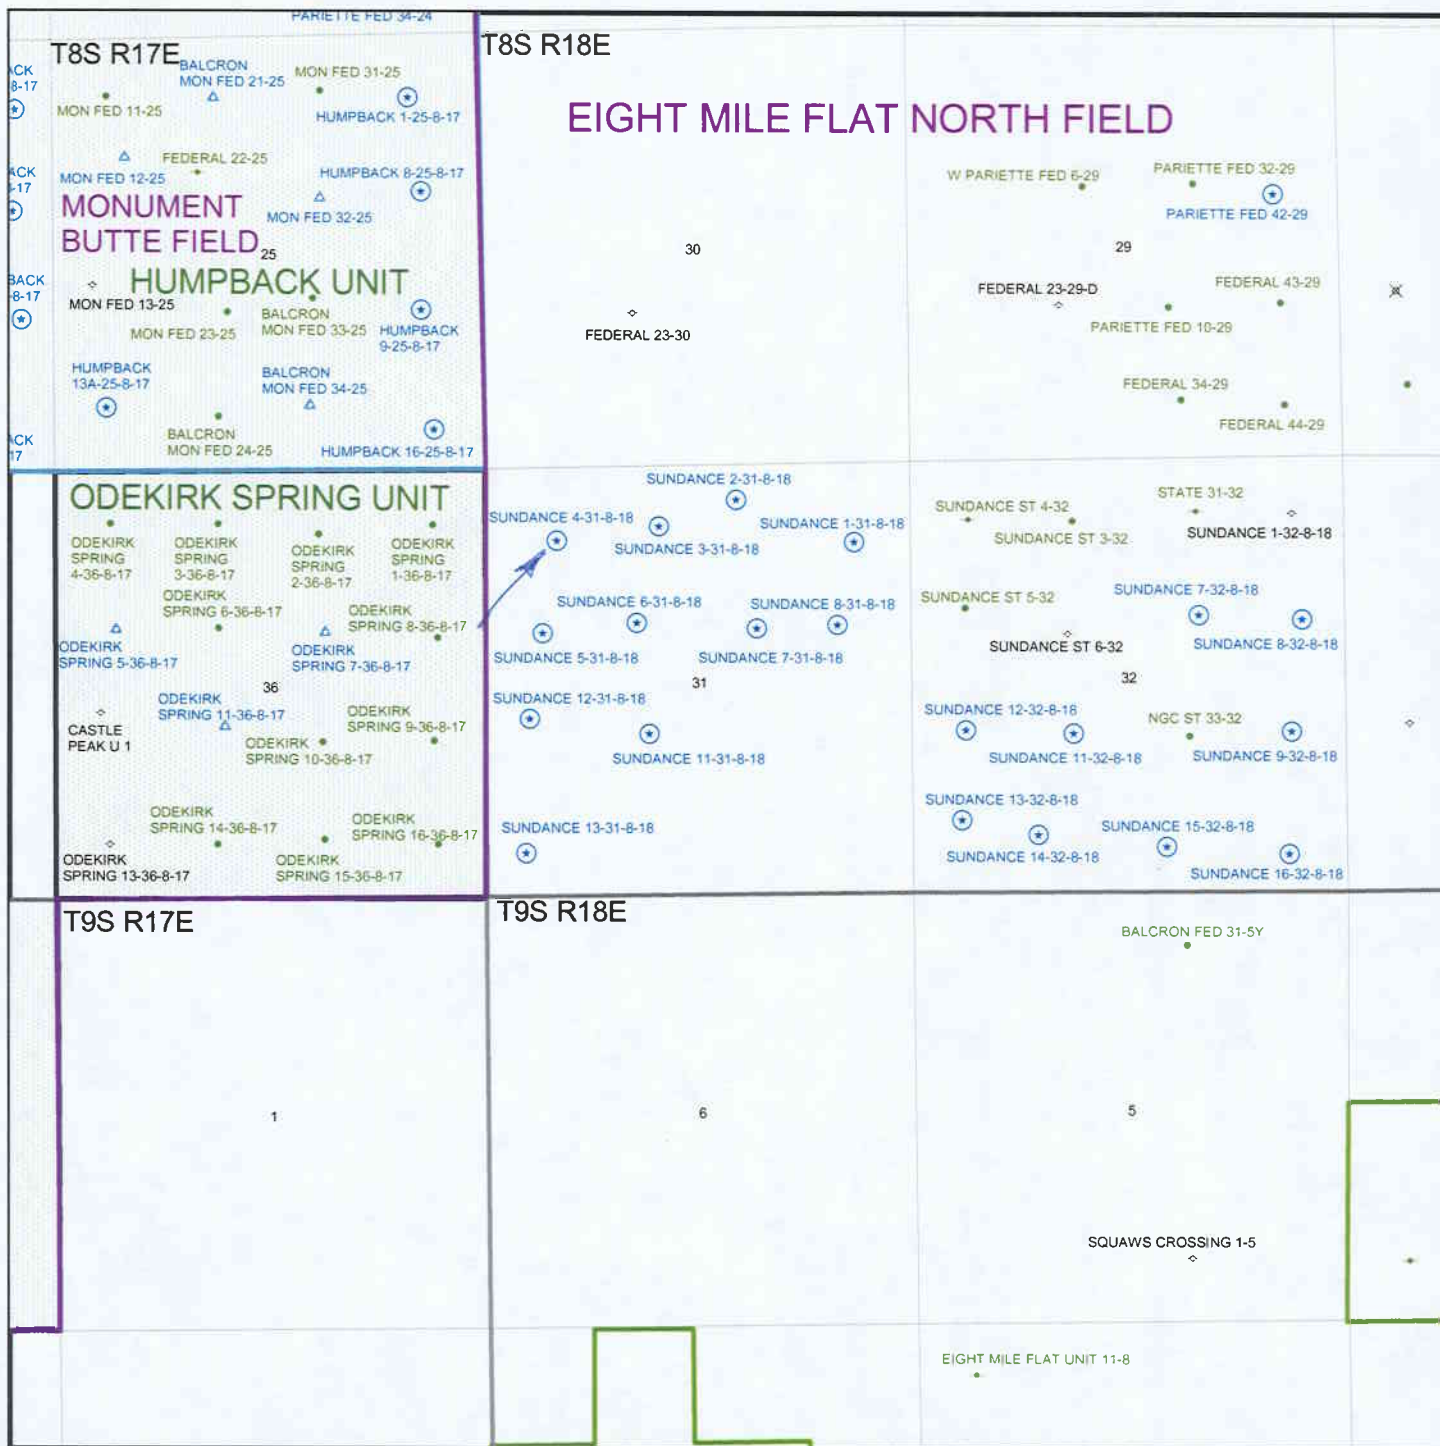 PARIETTE FED 34-24
T8S R17E
T8S R18E
ACK
8-17
BALCRON
MON FED 21-25
MON FED 31-25
MON FED 11-25
HUMPBACK 1-25-8-17
EIGHT MILE FLAT NORTH FIELD
ACK
-17
MON FED 12-25
FEDERAL 22-25
HUMPBACK 8-25-8-17
W PARIETTE FED 6-29
PARIETTE FED 32-29
PARIETTE FED 42-29
MONUMENT
BUTTE FIELD
MON FED 32-25
25
30
29
BACK
-8-17
HUMPBACK UNIT
MON FED 13-25
MON FED 23-25
BALCRON
MON FED 33-25
HUMPBACK
9-25-8-17
FEDERAL 23-30
FEDERAL 23-29-D
FEDERAL 43-29
PARIETTE FED 10-29
HUMPBACK
13A-25-8-17
BALCRON
MON FED 34-25
FEDERAL 34-29
FEDERAL 44-29
ACK
17
BALCRON
MON FED 24-25
HUMPBACK 16-25-8-17
ODEKIRK SPRING UNIT
SUNDANCE 2-31-8-18
SUNDANCE 4-31-8-18
SUNDANCE 3-31-8-18
SUNDANCE 1-31-8-18
SUNDANCE ST 4-32
SUNDANCE ST 3-32
STATE 31-32
SUNDANCE 1-32-8-18
ODEKIRK
SPRING
4-36-8-17
ODEKIRK
SPRING
3-36-8-17
ODEKIRK
SPRING
2-36-8-17
ODEKIRK
SPRING
1-36-8-17
ODEKIRK
SPRING 6-36-8-17
ODEKIRK
SPRING 8-36-8-17
SUNDANCE 6-31-8-18
SUNDANCE 8-31-8-18
SUNDANCE ST 5-32
SUNDANCE 7-32-8-18
ODEKIRK
SPRING 5-36-8-17
ODEKIRK
SPRING 7-36-8-17
SUNDANCE 5-31-8-18
SUNDANCE 7-31-8-18
SUNDANCE ST 6-32
SUNDANCE 8-32-8-18
36
31
32
ODEKIRK
SPRING 11-36-8-17
ODEKIRK
SPRING 9-36-8-17
SUNDANCE 12-31-8-18
SUNDANCE 12-32-8-18
NGC ST 33-32
CASTLE
PEAK U 1
ODEKIRK
SPRING 10-36-8-17
SUNDANCE 11-31-8-18
SUNDANCE 11-32-8-18
SUNDANCE 9-32-8-18
ODEKIRK
SPRING 14-36-8-17
ODEKIRK
SPRING 16-36-8-17
SUNDANCE 13-31-8-18
SUNDANCE 13-32-8-18
SUNDANCE 14-32-8-18
SUNDANCE 15-32-8-18
SUNDANCE 16-32-8-18
ODEKIRK
SPRING 13-36-8-17
ODEKIRK
SPRING 15-36-8-17
T9S R17E
T9S R18E
BALCRON FED 31-5Y
1
6
5
SQUAWS CROSSING 1-5
EIGHT MILE FLAT UNIT 11-8